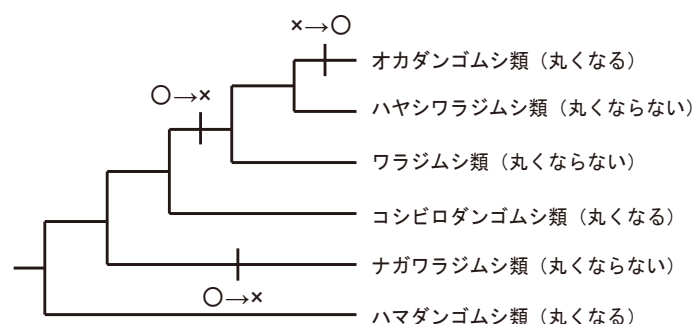 ×→○
オカダンゴムシ類（丸くなる）
○→×
ハヤシワラジムシ類（丸くならない）
ワラジムシ類（丸くならない）
コシビロダンゴムシ類（丸くなる）
ナガワラジムシ類（丸くならない）
○→×
ハマダンゴムシ類（丸くなる）